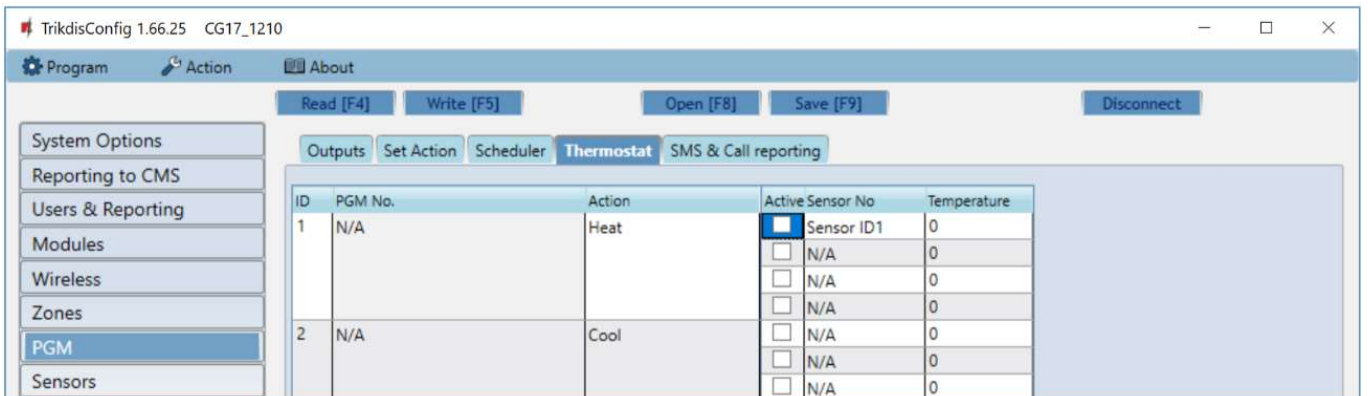 TrikdisConfig 1.66.25 CG17_1210
Program Action About
Read [F4] Write [F5] Open [F8] Save [F9] Disconnect
System Options
Reporting to CMS
Users & Reporting
Modules
Wireless
Zones
PGM
Sensors
Outputs Set Action Scheduler Thermostat SMS & Call reporting
ID PGM No. Action Active Sensor No Temperature
1 N/A Heat Sensor ID1 0
N/A 0
N/A 0
N/A 0
2 N/A Cool N/A 0
N/A 0
N/A 0